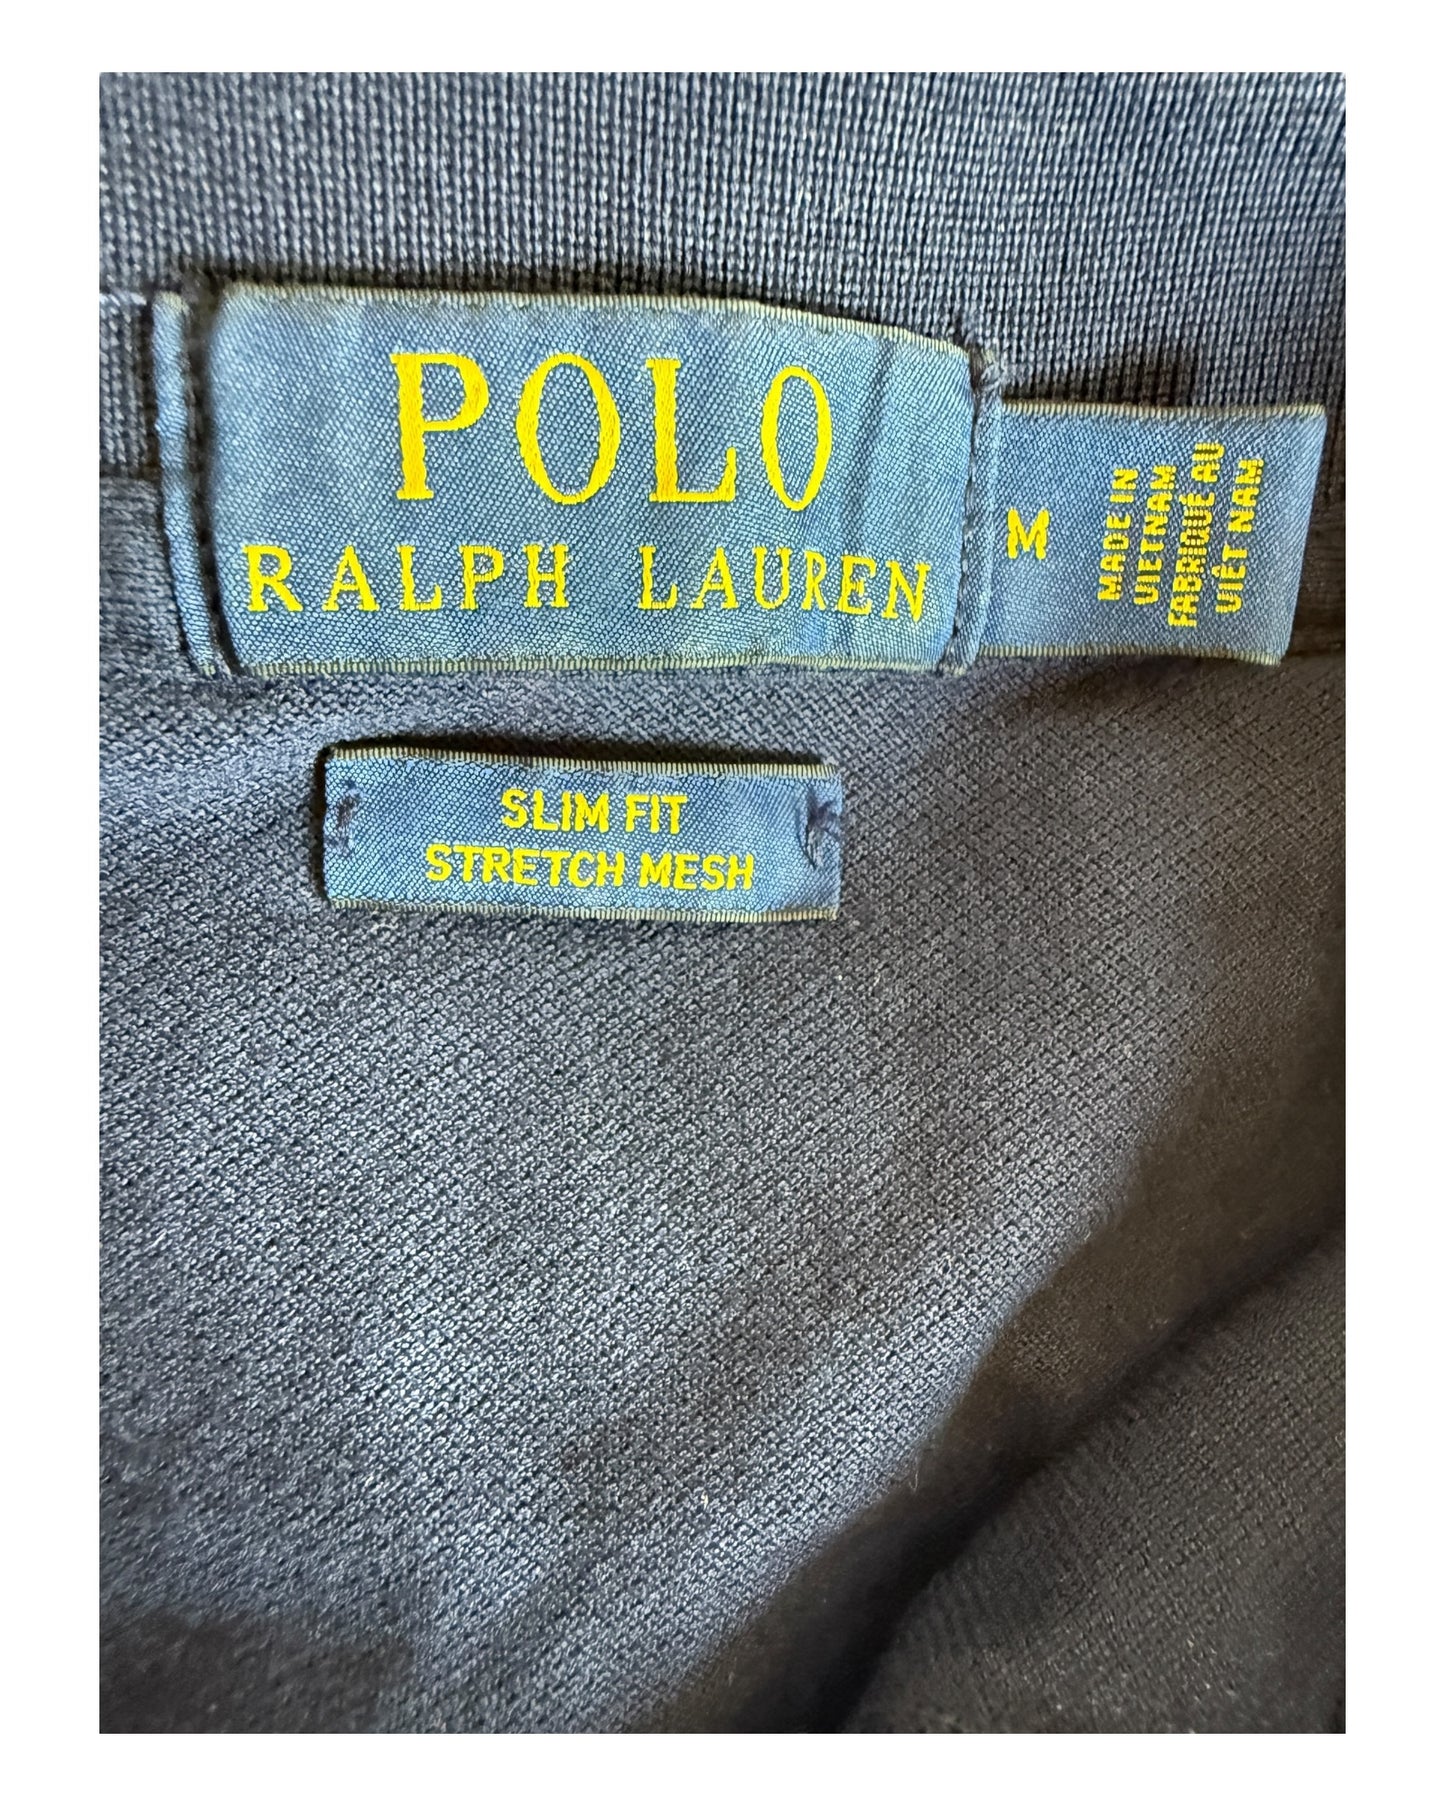 POLO
RALPH LAUREN
M
MADE IN
VIETNAM
FABRIQUÉ AU
VIÊT NAM
SLIM FIT
STRETCH MESH